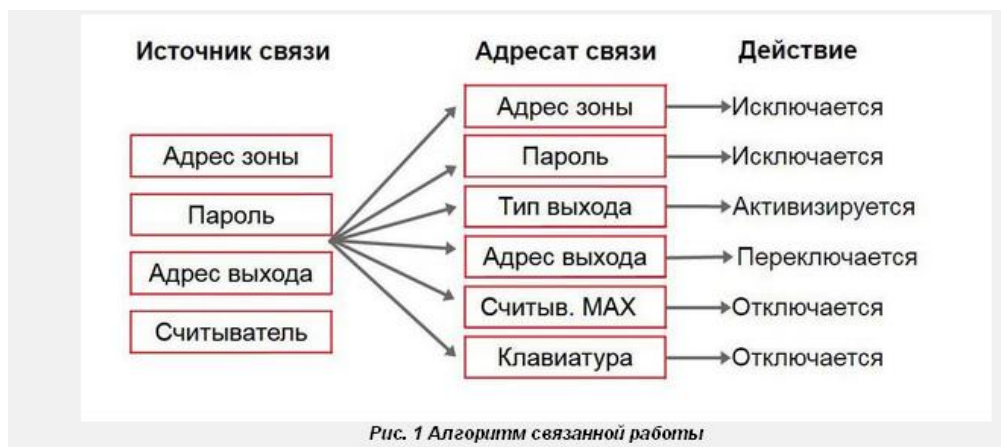 Источник связи
Адресат связи
Действие
Адрес зоны
Пароль
Адрес выхода
Считыватель
Адрес зоны
Исключается
Пароль
Исключается
Тип выхода
Активизируется
Адрес выхода
Переключается
Считыв. MAX
Отключается
Клавиатура
Отключается
Рис. 1 Алгоритм связанной работы